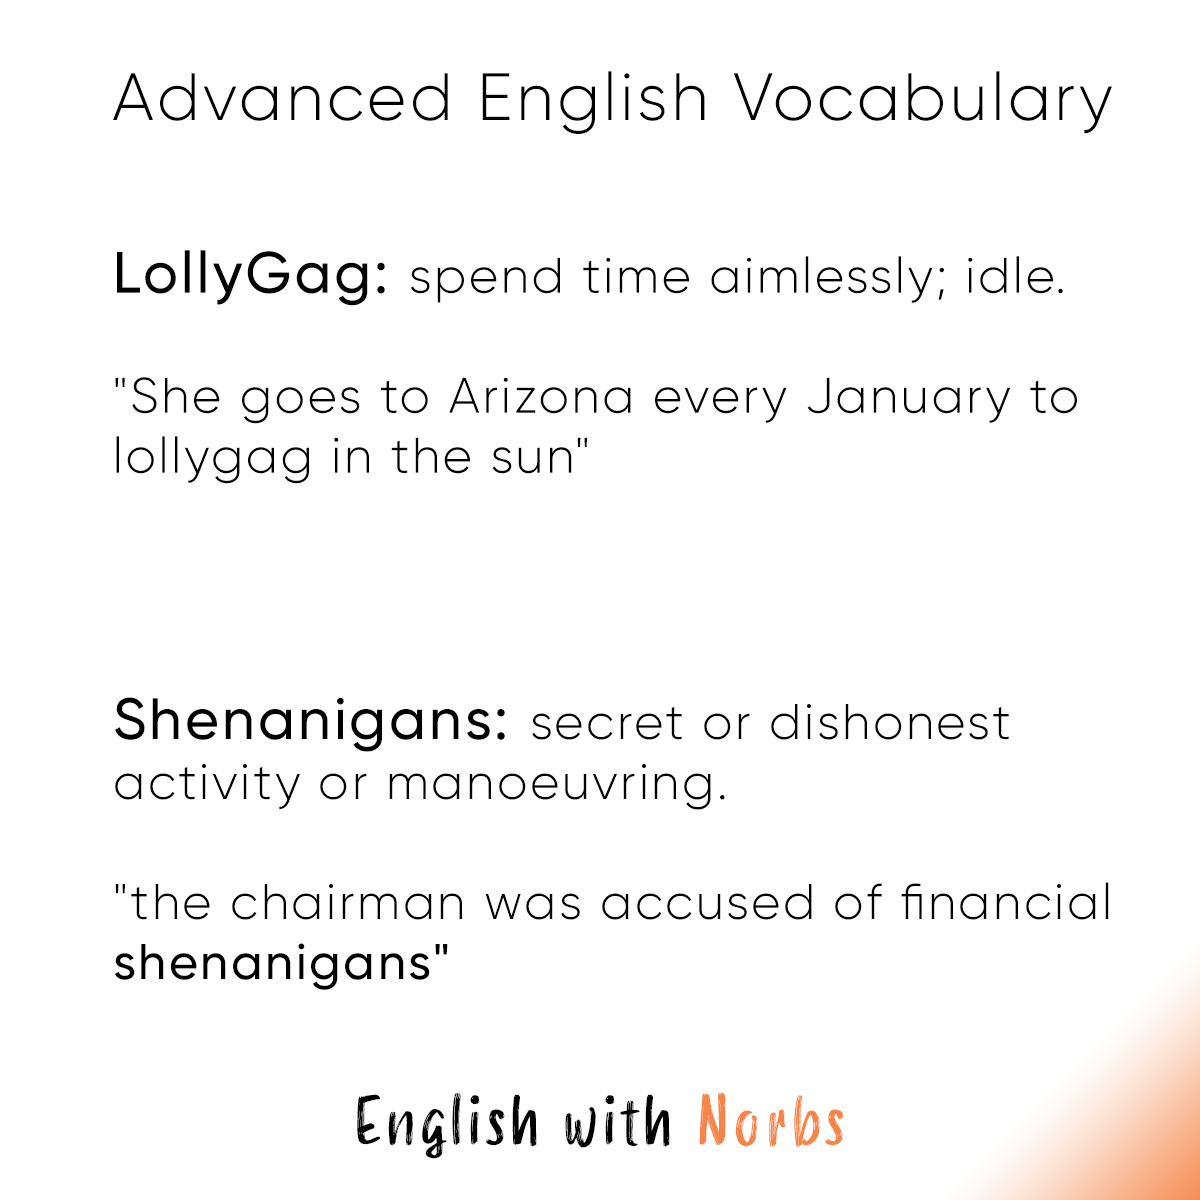 Advanced English Vocabulary
LollyGag: spend time aimlessly; idle.
"She goes to Arizona every January to
lollygag in the sun"
Shenanigans: secret or dishonest
activity or manoeuvring.
"the chairman was accused of financial
shenanigans"
English with Norbs